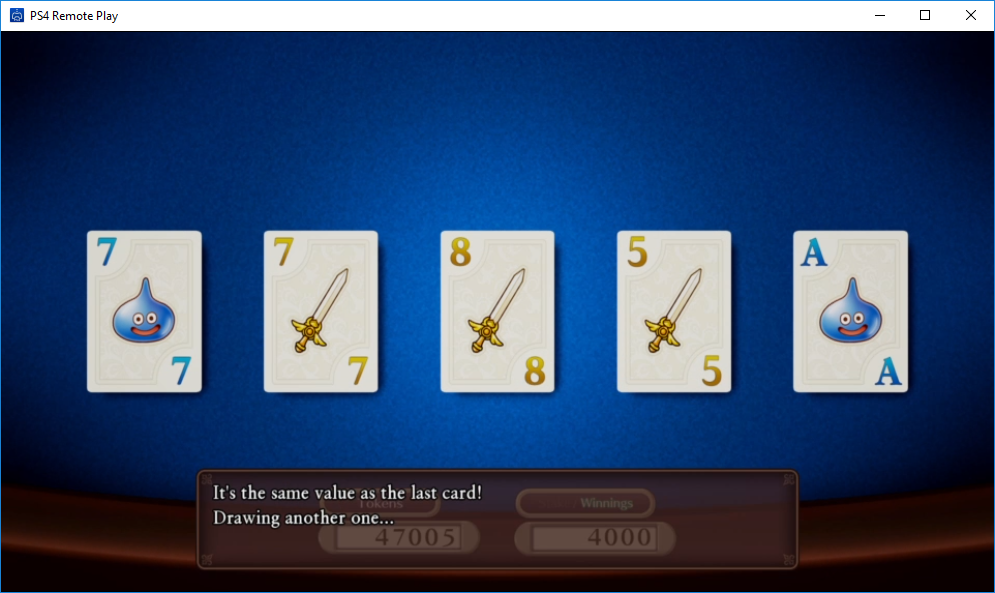 PS4 Remote Play
7 7 8 5 A
7 7 8 5 A
It's the same value as the last card!
Drawing another one...
Tokens Winnings
47005 4000